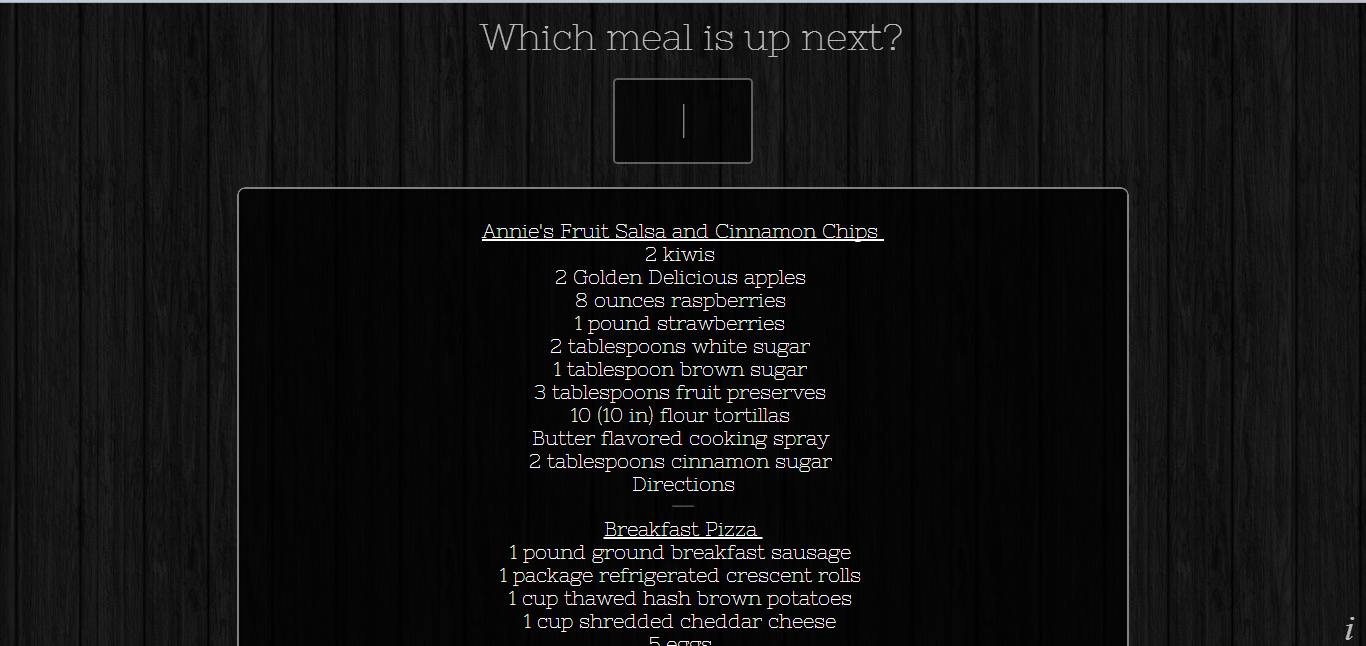 Which meal is up next?
Annie's Fruit Salsa and Cinnamon Chips
2 kiwis
2 Golden Delicious apples
8 ounces raspberries
1 pound strawberries
2 tablespoons white sugar
1 tablespoon brown sugar
3 tablespoons fruit preserves
10 (10 in) flour tortillas
Butter flavored cooking spray
2 tablespoons cinnamon sugar
Directions
Breakfast Pizza
1 pound ground breakfast sausage
1 package refrigerated crescent rolls
1 cup thawed hash brown potatoes
1 cup shredded cheddar cheese
5 eggs
i